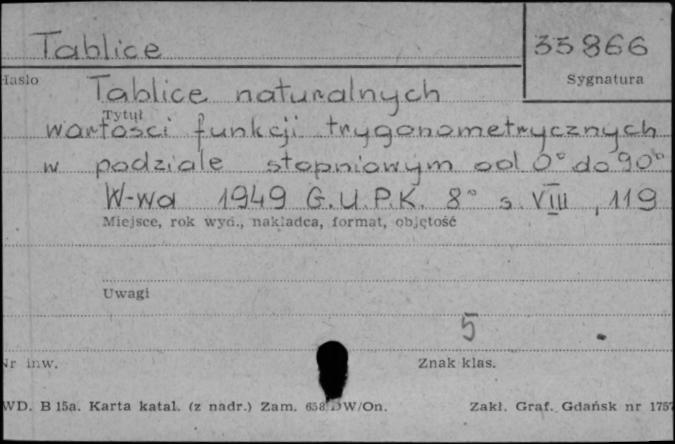 Tablice 35866
Hasło Sygnatura
Tablice naturalnych
Tytuł
wartości funkcji trygonometrycznych
w podziale stopniowym od 0° do 90°
W-wa 1949 G.U.P.K. 8° s. VIII, 119
Miejsce, rok wyd., nakładca, format, objętość
Uwagi
5
Nr inw. Znak klas.
WD. B 15a. Karta katal. (z nadr.) Zam. 658 DW/On. Zakł. Graf. Gdańsk nr 1757